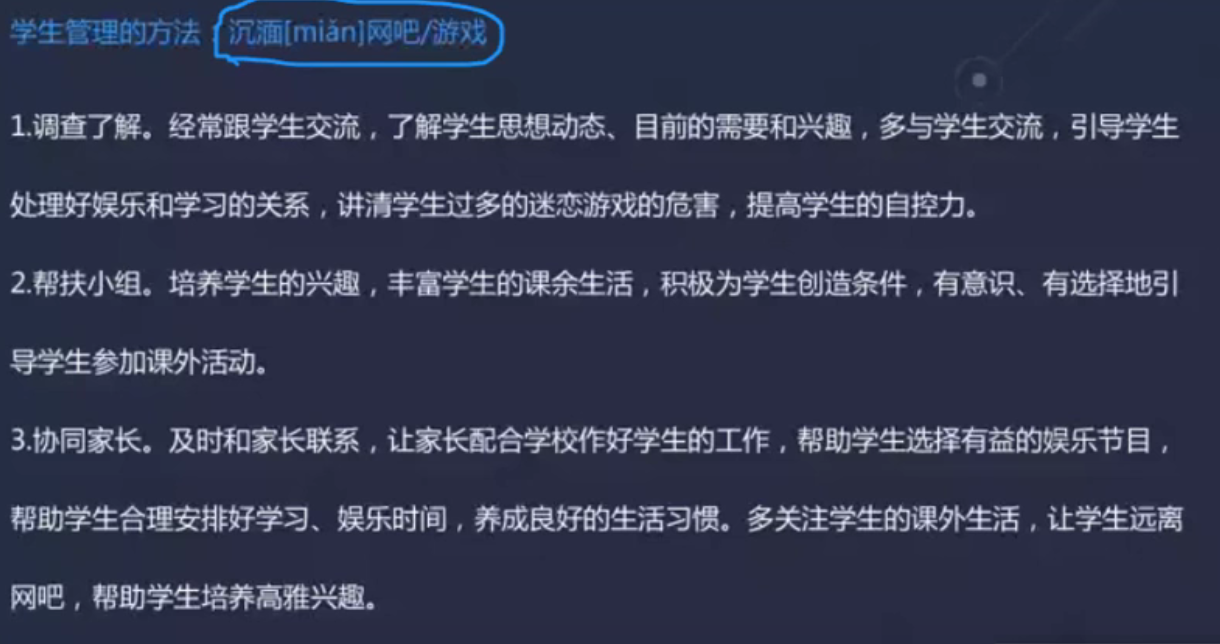 学生管理的方法：沉湎[miǎn]网吧/游戏
1.调查了解。经常跟学生交流，了解学生思想动态、目前的需要和兴趣，多与学生交流，引导学生
处理好娱乐和学习的关系，讲清学生过多的迷恋游戏的危害，提高学生的自控力。
2.帮扶小组。培养学生的兴趣，丰富学生的课余生活，积极为学生创造条件，有意识、有选择地引
导学生参加课外活动。
3.协同家长。及时和家长联系，让家长配合学校作好学生的工作，帮助学生选择有益的娱乐节目，
帮助学生合理安排好学习、娱乐时间，养成良好的生活习惯。多关注学生的课外生活，让学生远离
网吧，帮助学生培养高雅兴趣。